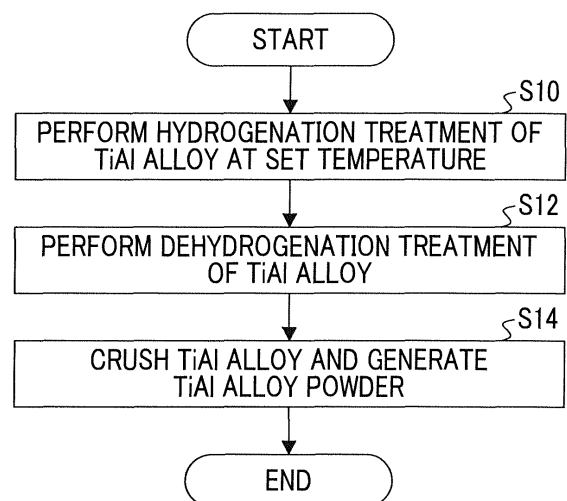 START
S10
PERFORM HYDROGENATION TREATMENT OF
TiAl ALLOY AT SET TEMPERATURE
S12
PERFORM DEHYDROGENATION TREATMENT
OF TiAl ALLOY
S14
CRUSH TiAl ALLOY AND GENERATE
TiAl ALLOY POWDER
END